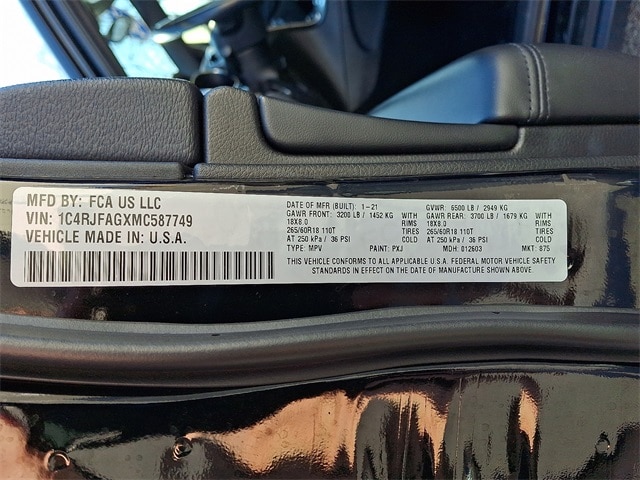 MFD BY: FCA US LLC
VIN: 1C4RJFAGXMC587749
VEHICLE MADE IN: U.S.A.
DATE OF MFR (BUILT): 1-21 GVWR: 6500 LB / 2949 KG
GAWR FRONT: 3200 LB / 1452 KG WITH GAWR REAR: 3700 LB / 1679 KG WITH
18X8.0 RIMS 18X8.0 RIMS
265/60R18 110T TIRES 265/60R18 110T TIRES
AT 250 kPa / 36 PSI COLD AT 250 kPa / 36 PSI COLD
TYPE: MPV PAINT: PXJ MDH: 012603 MKT: 875
THIS VEHICLE CONFORMS TO ALL APPLICABLE U.S.A. FEDERAL MOTOR VEHICLE SAFETY
STANDARDS IN EFFECT ON THE DATE OF MANUFACTURE SHOWN ABOVE.